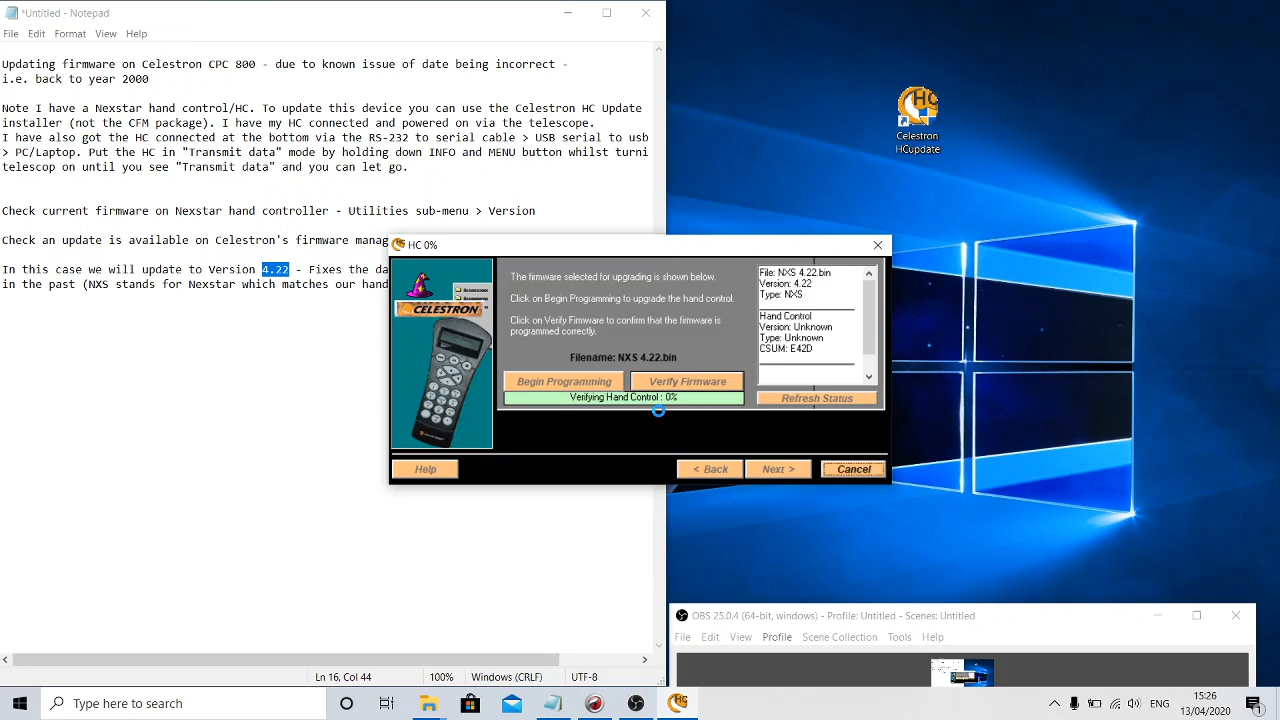 *Untitled - Notepad
File Edit Format View Help
Updating firmware on Celestron CPC 800 - due to known issue of date being incorrect -
i.e. back to year 2000
Note I have a Nexstar hand control/HC. To update this device you can use the Celestron HC Update
installer (not the CFM package). I have my HC connected and powered on via the telescope.
I have also got the HC connected at the bottom via the RS-232 to serial cable > USB serial to usb
> PC/Laptop. Put the HC in "Transmit data" mode by holding down INFO and MENU button whilst turni
telescop on until you see "Transmit data" and you can let go.
Check current firmware on Nexstar hand controller - Utilities sub-menu > Version
Check an update is available on Celestron's firmware manag
In this case we will update to Version 4.22 - Fixes the da
in the past (NXS stands for Nexstar which matches our hand
Ln 16, Col 44 100% Windows (CRLF) UTF-8
HC
Celestron
HCupdate
HC 0%
CELESTRON
The firmware selected for upgrading is shown below.
Click on Begin Programming to upgrade the hand control.
Click on Verify Firmware to confirm that the firmware is
programmed correctly.
Filename: NXS 4.22.bin
Begin Programming Verify Firmware
Verifying Hand Control : 0%
File: NXS 4.22.bin
Version: 4.22
Type: NXS
Hand Control
Version: Unknown
Type: Unknown
CSUM: E42D
Refresh Status
Help < Back Next > Cancel
OBS 25.0.4 (64-bit, windows) - Profile: Untitled - Scenes: Untitled
File Edit View Profile Scene Collection Tools Help
Type here to search
HC
ENG
15:26
13/04/2020
1